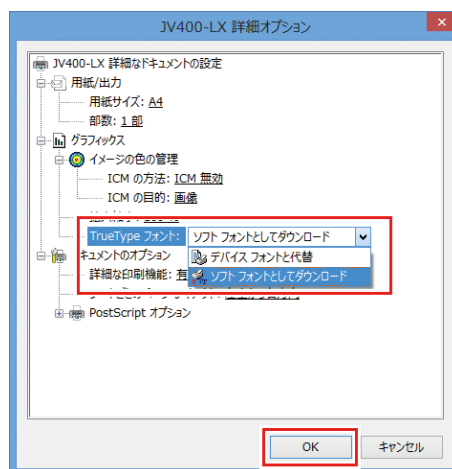 JV400-LX 詳細オプション
JV400-LX 詳細なドキュメントの設定
用紙/出力
用紙サイズ: A4
部数: 1 部
グラフィックス
イメージの色の管理
ICM の方法: ICM 無効
ICM の目的: 画像
TrueType フォント: ソフト フォントとしてダウンロード
デバイス フォントと代替
キュメントのオプション
ソフト フォントとしてダウンロード
詳細な印刷機能: 有
PostScript オプション
OK キャンセル